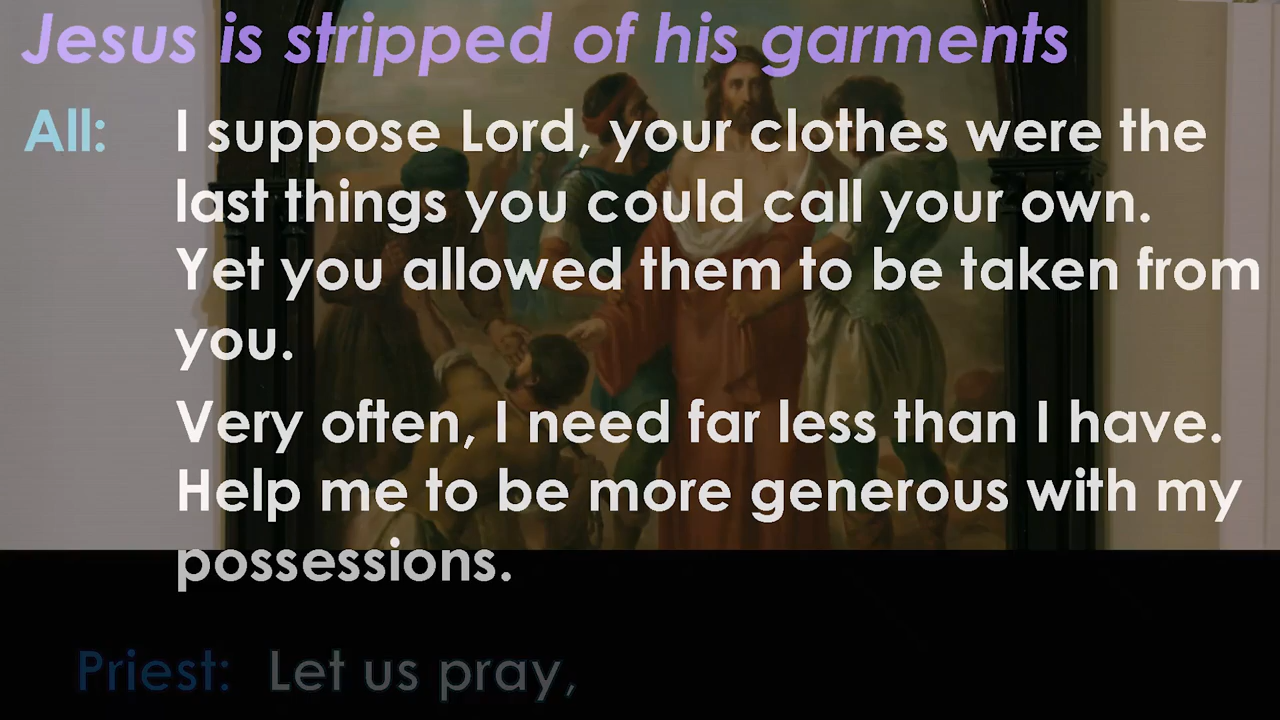 Jesus is stripped of his garments
All: I suppose Lord, your clothes were the
last things you could call your own.
Yet you allowed them to be taken from
you.
Very often, I need far less than I have.
Help me to be more generous with my
possessions.
Priest: Let us pray,